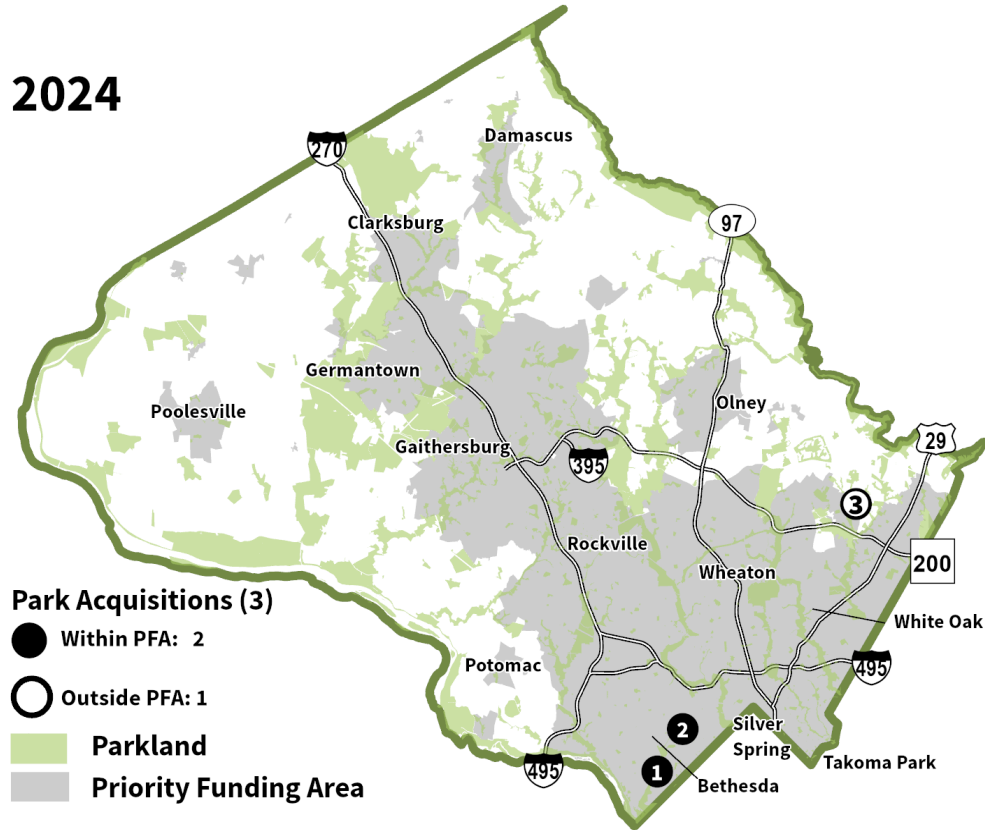 2024
270
Damascus
Clarksburg
97
Germantown
Poolesville
Olney
Gaithersburg
29
395
3
Rockville
200
Wheaton
Park Acquisitions (3)
Within PFA: 2
White Oak
Potomac
495
Outside PFA: 1
2
Silver
Spring
Parkland
Takoma Park
495
1
Bethesda
Priority Funding Area